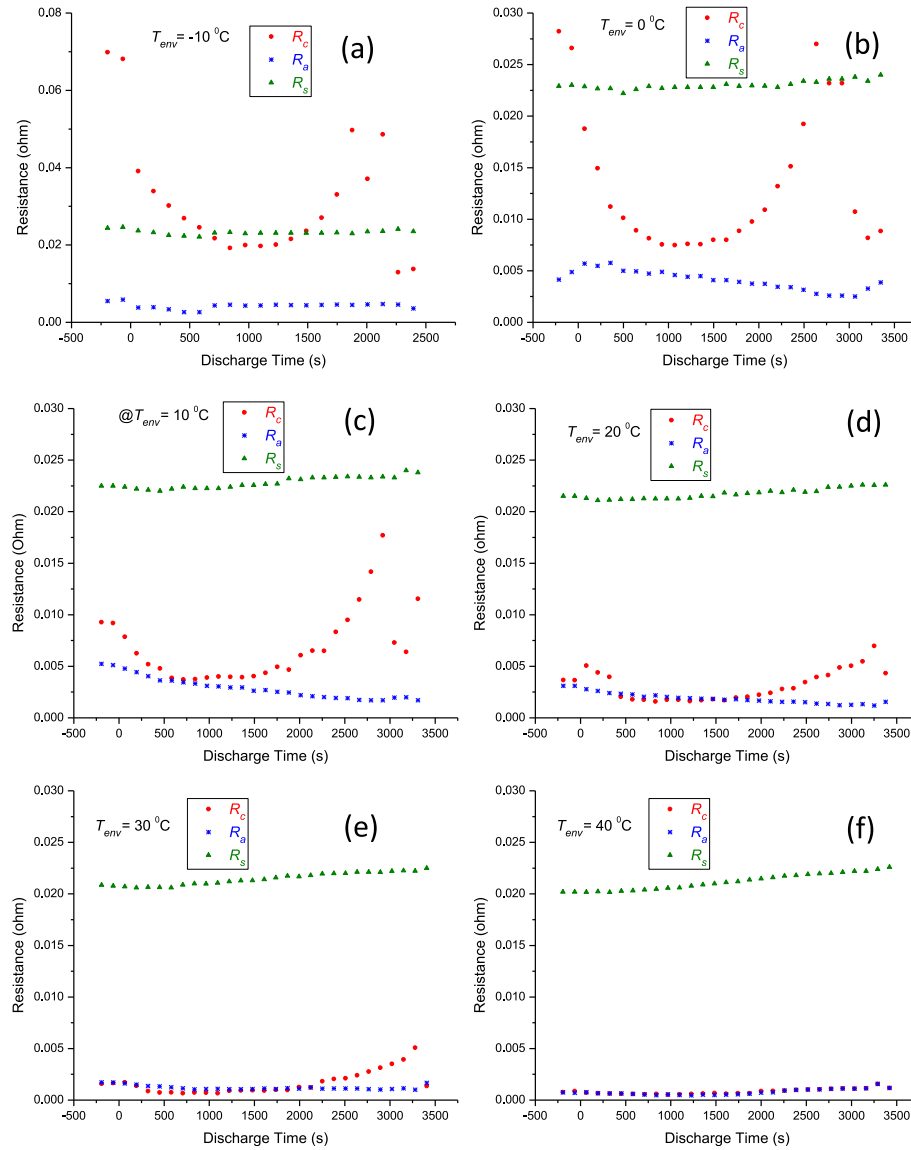 0.08
0.06
0.04
0.02
0.00
Resistance (ohm)
T_env = -10 ⁰C
R_c
R_a
R_s
(a)
-500 0 500 1000 1500 2000 2500
Discharge Time (s)
0.030
0.025
0.020
0.015
0.010
0.005
0.000
Resistance (ohm)
T_env = 0 ⁰C
R_c
R_a
R_s
(b)
-500 0 500 1000 1500 2000 2500 3000 3500
Discharge Time (s)
0.030
0.025
0.020
0.015
0.010
0.005
0.000
Resistance (Ohm)
@T_env = 10 ⁰C
R_c
R_a
R_s
(c)
-500 0 500 1000 1500 2000 2500 3000 3500
Discharge Time (s)
0.030
0.025
0.020
0.015
0.010
0.005
0.000
Resistance (ohm)
T_env = 20 ⁰C
R_c
R_a
R_s
(d)
-500 0 500 1000 1500 2000 2500 3000 3500
Discharge Time (s)
0.030
0.025
0.020
0.015
0.010
0.005
0.000
Resistance (ohm)
T_env = 30 ⁰C
R_c
R_a
R_s
(e)
-500 0 500 1000 1500 2000 2500 3000 3500
Discharge Time (s)
0.030
0.025
0.020
0.015
0.010
0.005
0.000
Resistance (ohm)
T_env = 40 ⁰C
R_c
R_a
R_s
(f)
-500 0 500 1000 1500 2000 2500 3000 3500
Discharge Time (s)